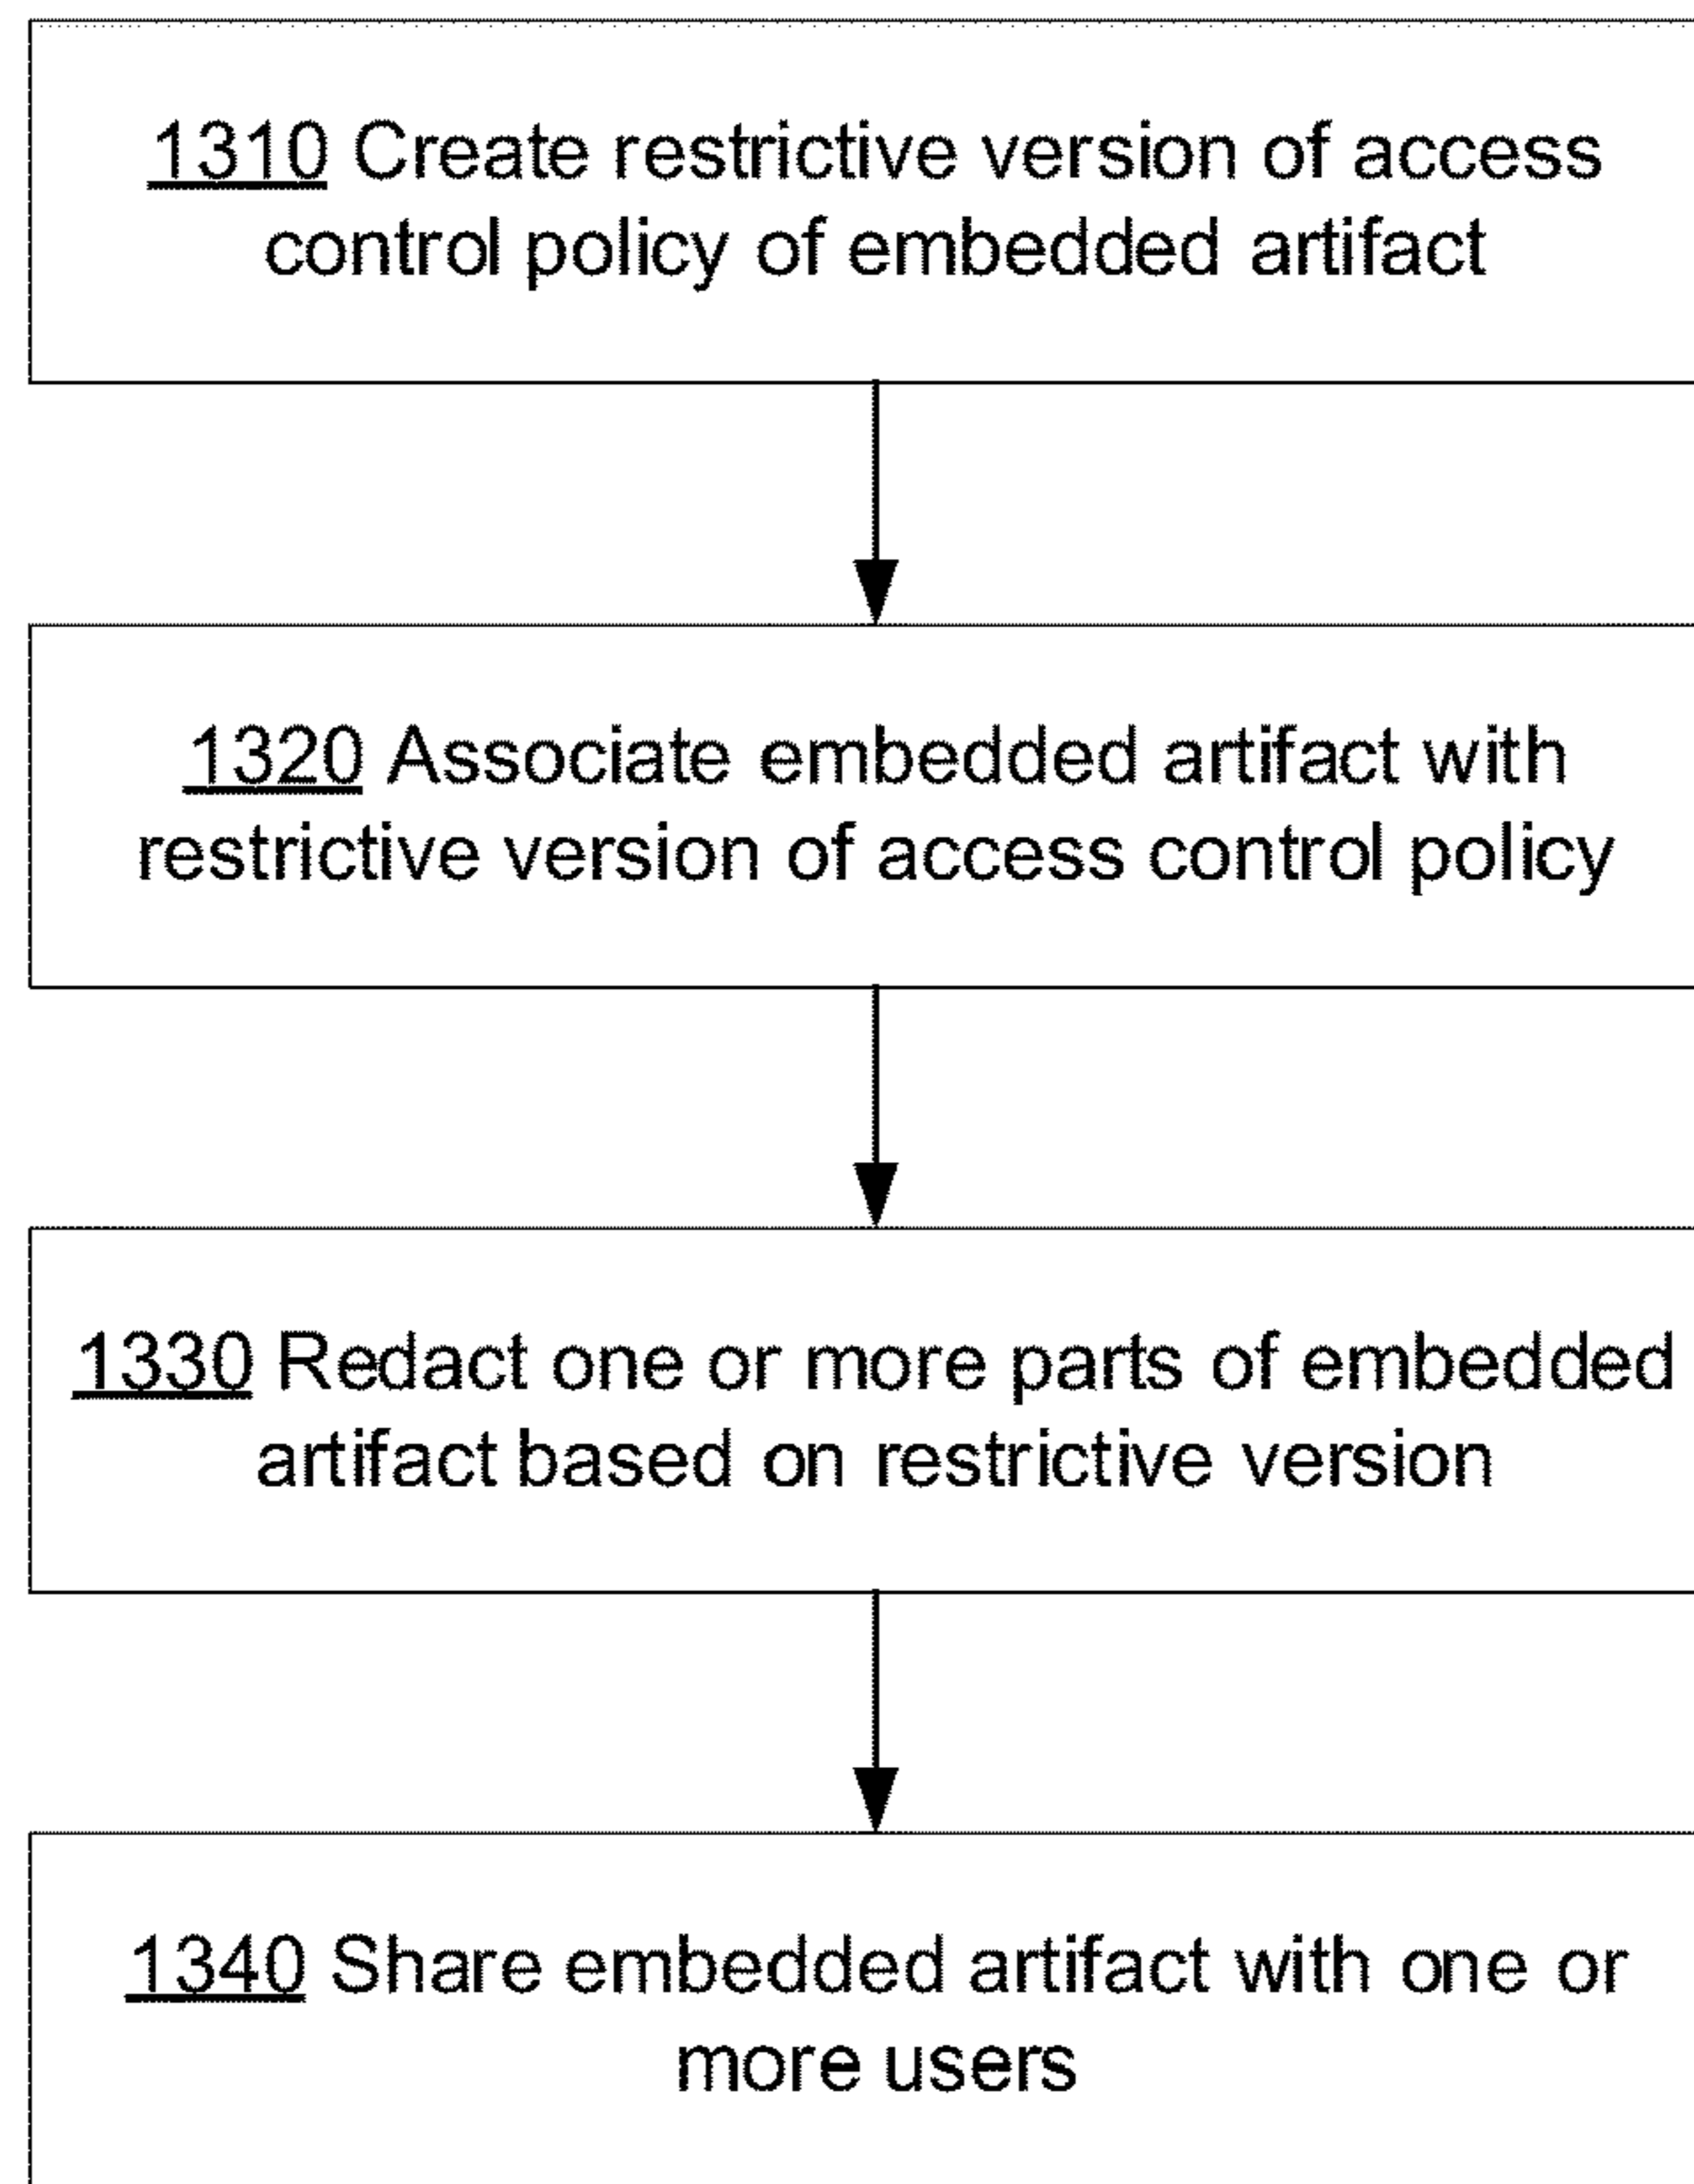 1310 Create restrictive version of access
control policy of embedded artifact
1320 Associate embedded artifact with
restrictive version of access control policy
1330 Redact one or more parts of embedded
artifact based on restrictive version
1340 Share embedded artifact with one or
more users